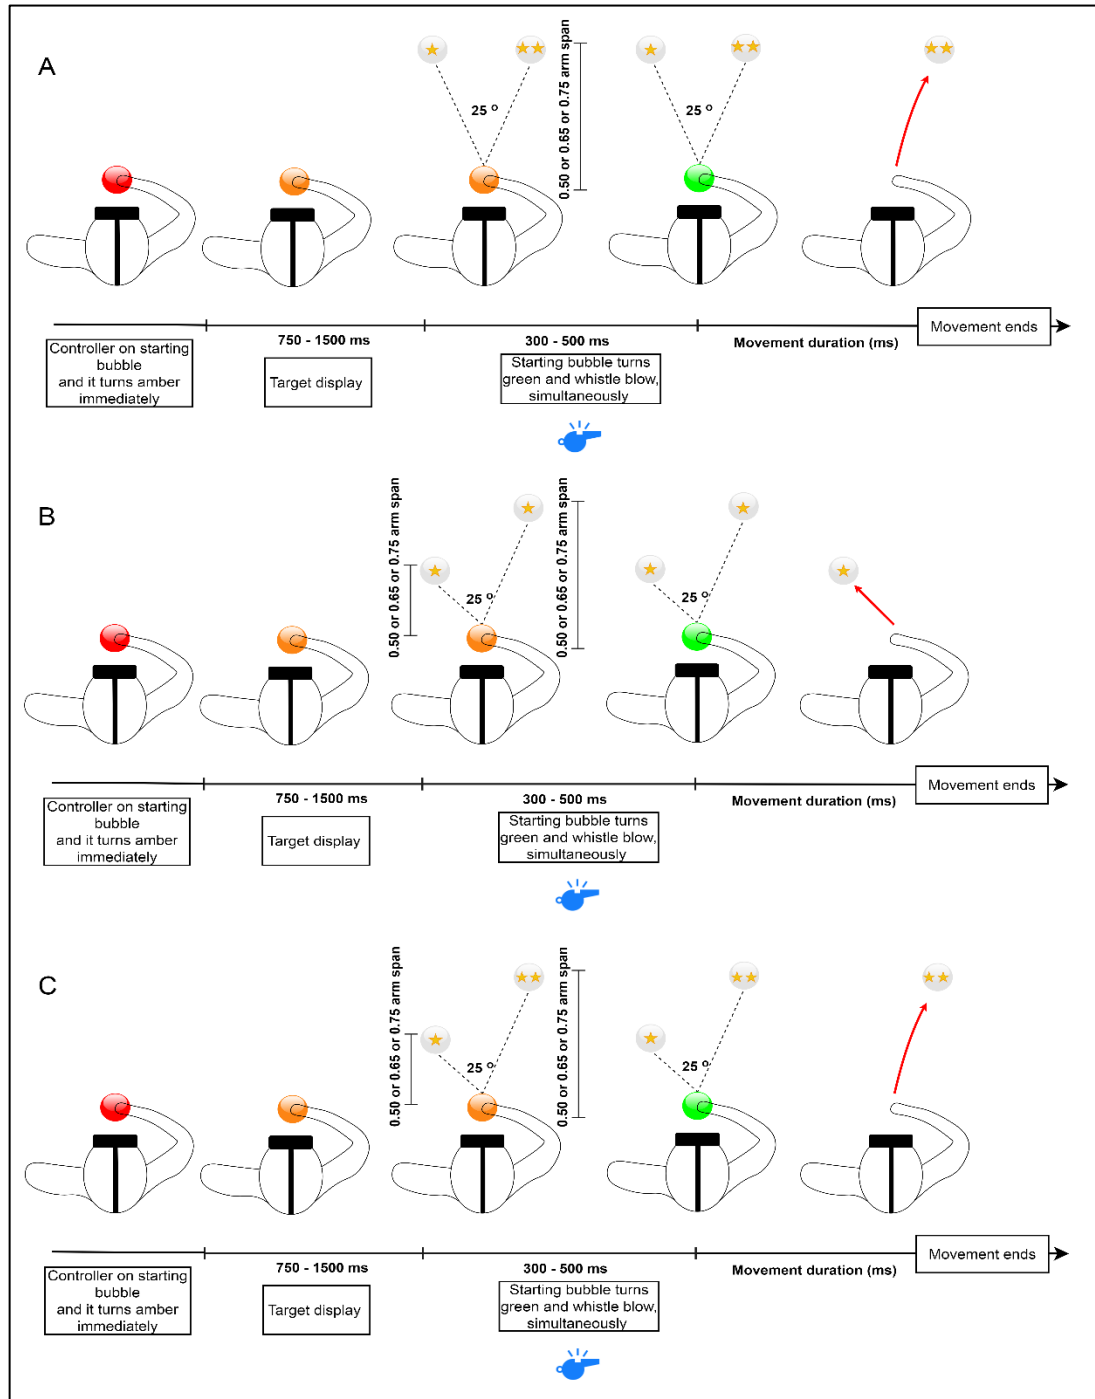 A
25 o
0.50 or 0.65 or 0.75 arm span
25 o
750 - 1500 ms
300 - 500 ms
Movement duration (ms)
Movement ends
Controller on starting
bubble
and it turns amber
immediately
Target display
Starting bubble turns
green and whistle blow,
simultaneously
B
0.50 or 0.65 or 0.75 arm span
25 o
0.50 or 0.65 or 0.75 arm span
25 o
750 - 1500 ms
300 - 500 ms
Movement duration (ms)
Movement ends
Controller on starting
bubble
and it turns amber
immediately
Target display
Starting bubble turns
green and whistle blow,
simultaneously
C
0.50 or 0.65 or 0.75 arm span
25 o
0.50 or 0.65 or 0.75 arm span
25 o
750 - 1500 ms
300 - 500 ms
Movement duration (ms)
Movement ends
Controller on starting
bubble
and it turns amber
immediately
Target display
Starting bubble turns
green and whistle blow,
simultaneously